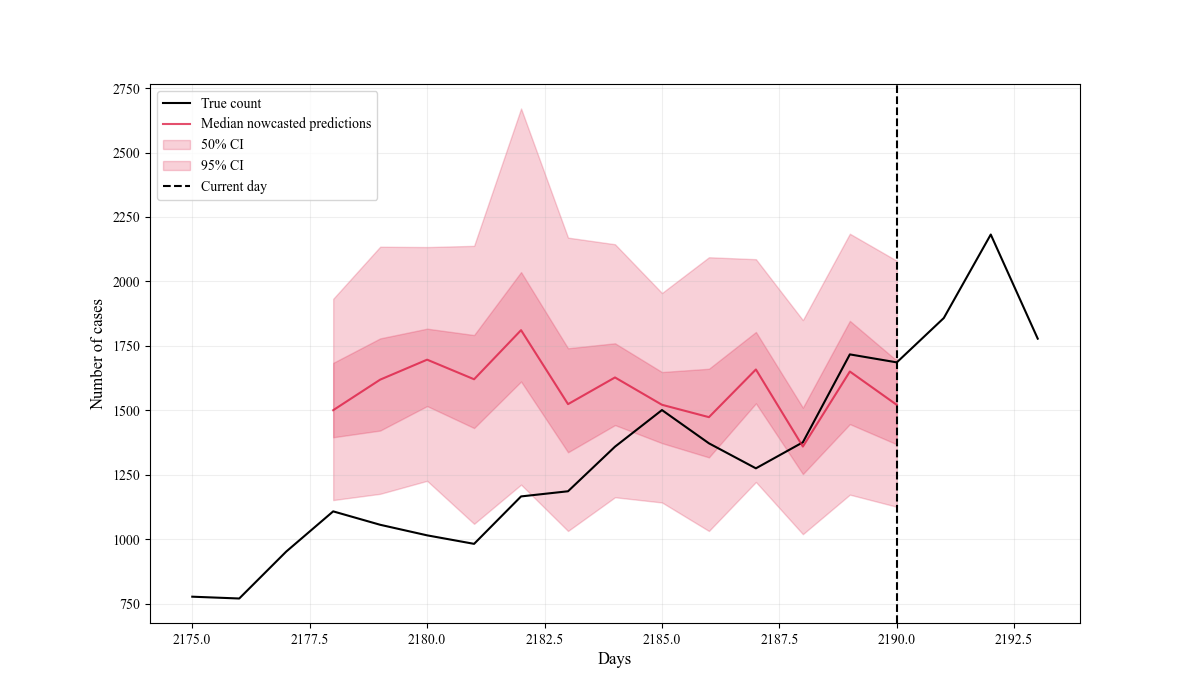 True count
Median nowcasted predictions
50% CI
95% CI
Current day
Number of cases
2750
2500
2250
2000
1750
1500
1250
1000
750
2175.0 2177.5 2180.0 2182.5 2185.0 2187.5 2190.0 2192.5
Days